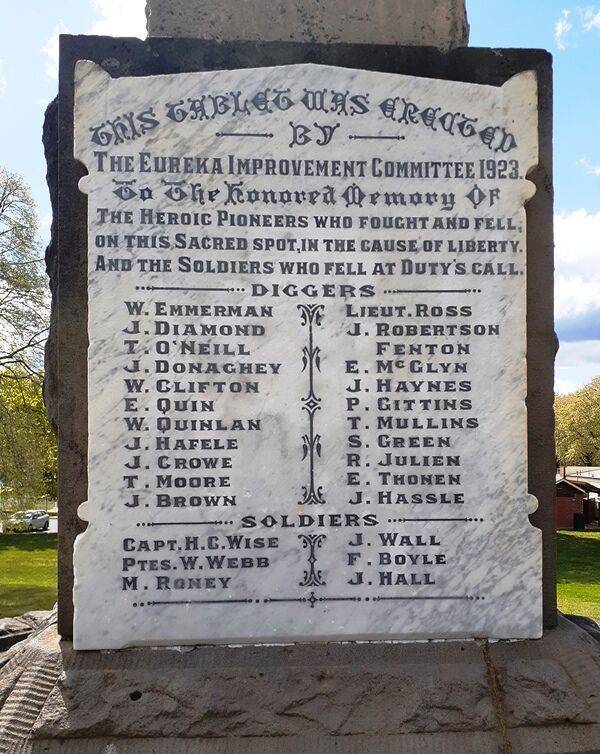 THIS TABLET WAS ERECTED
BY
THE EUREKA IMPROVEMENT COMMITTEE 1923.
To The Honored Memory OF
THE HEROIC PIONEERS WHO FOUGHT AND FELL,
ON THIS SACRED SPOT, IN THE CAUSE OF LIBERTY.
AND THE SOLDIERS WHO FELL AT DUTY'S CALL.
DIGGERS
W. EMMERMAN
J. DIAMOND
T. O'NEILL
J. DONAGHEY
W. CLIFTON
E. QUIN
W. QUINLAN
J. HAFELE
J. CROWE
T. MOORE
J. BROWN
LIEUT. ROSS
J. ROBERTSON
FENTON
E. McGLYN
J. HAYNES
P. GITTINS
T. MULLINS
S. GREEN
R. JULIEN
E. THONEN
J. HASSLE
SOLDIERS
CAPT. H.C. WISE
PTES. W. WEBB
M. RONEY
J. WALL
F. BOYLE
J. HALL